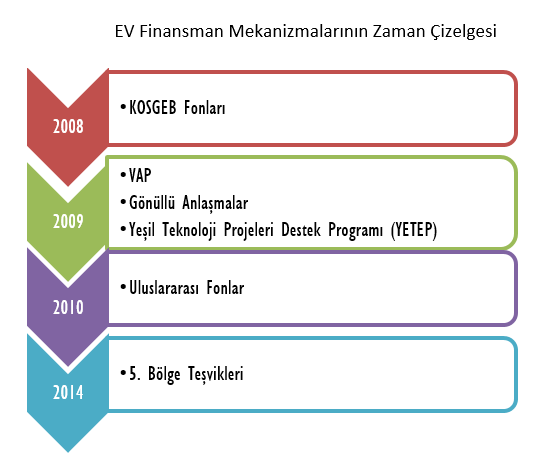 EV Finansman Mekanizmalarının Zaman Çizelgesi
2008
•KOSGEB Fonları
2009
•VAP
•Gönüllü Anlaşmalar
•Yeşil Teknoloji Projeleri Destek Programı (YETEP)
2010
•Uluslararası Fonlar
2014
•5. Bölge Teşvikleri